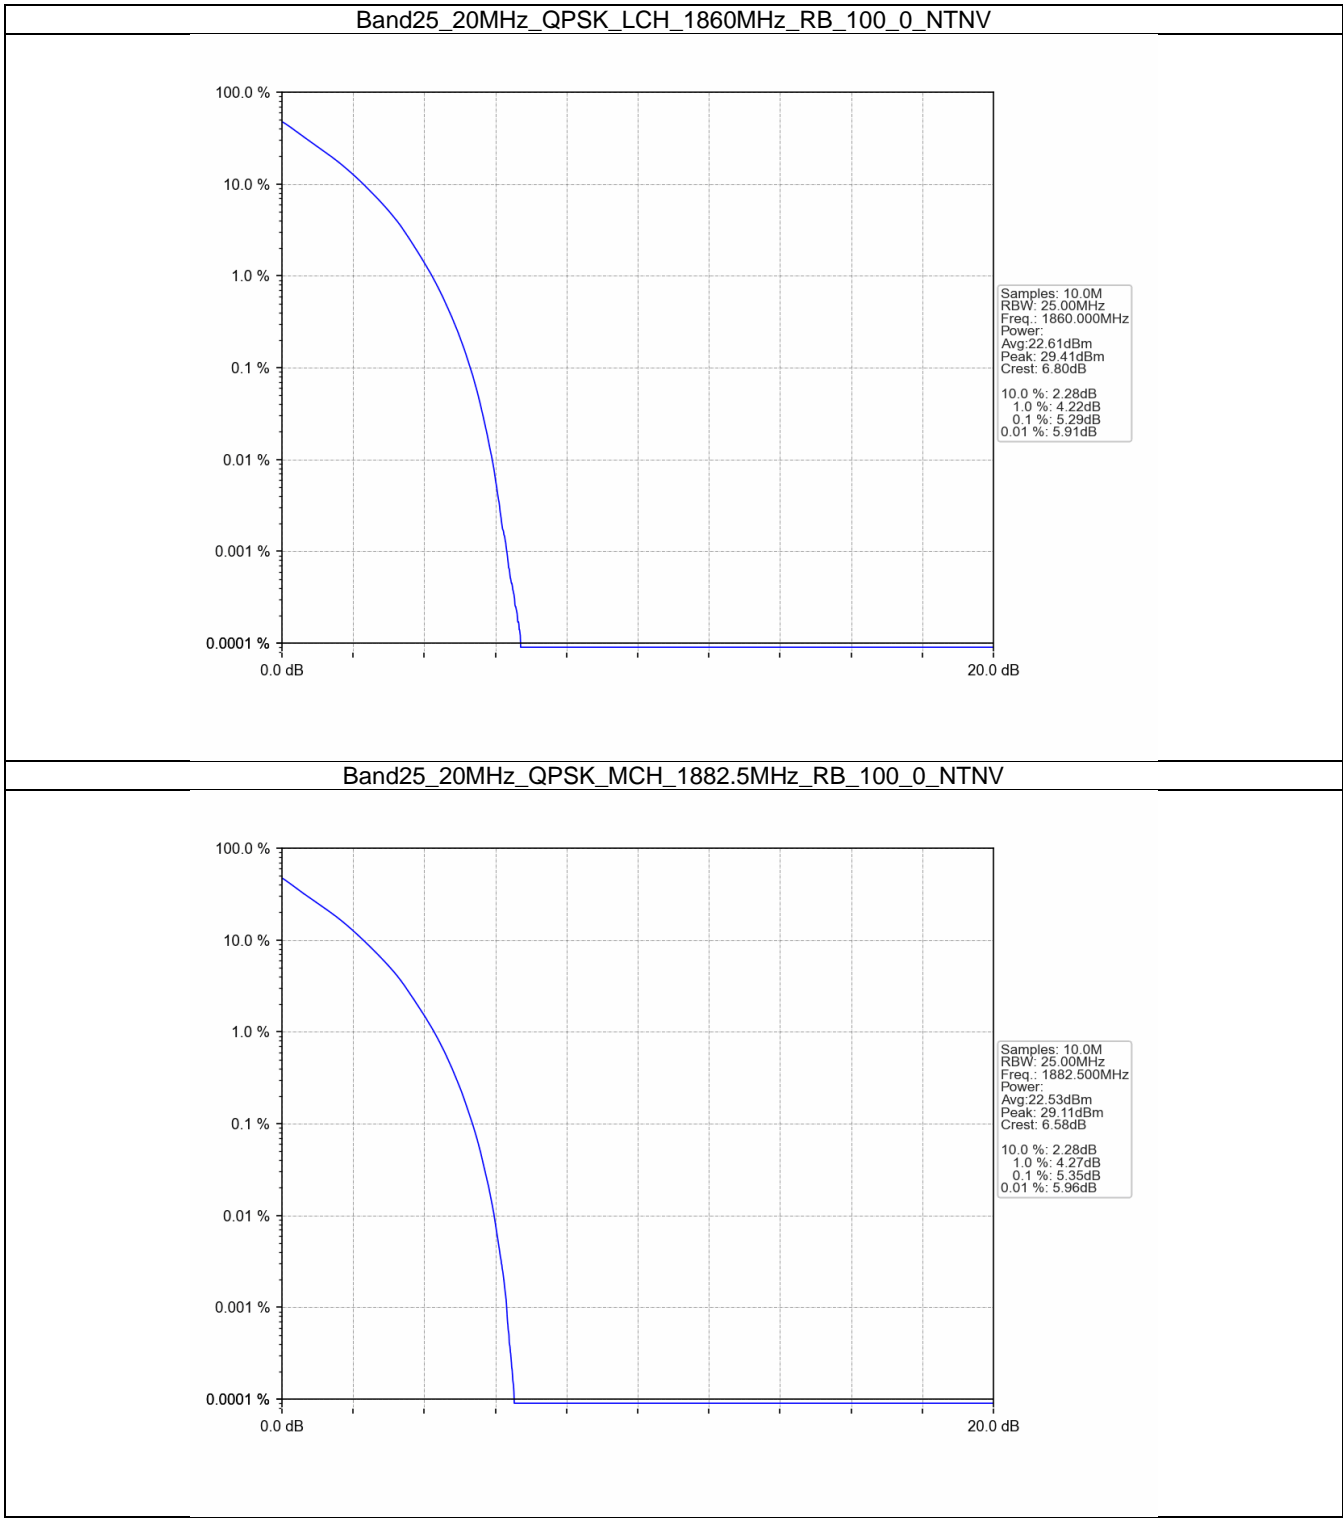 Band25_20MHz_QPSK_LCH_1860MHz_RB_100_0_NTNV
100.0 %
10.0 %
1.0 %
0.1 %
0.01 %
0.001 %
0.0001 %
0.0 dB
20.0 dB
Samples: 10.0M
RBW: 25.00MHz
Freq.: 1860.000MHz
Power:
Avg:22.61dBm
Peak: 29.41dBm
Crest: 6.80dB
10.0 %: 2.28dB
1.0 %: 4.22dB
0.1 %: 5.29dB
0.01 %: 5.91dB
Band25_20MHz_QPSK_MCH_1882.5MHz_RB_100_0_NTNV
100.0 %
10.0 %
1.0 %
0.1 %
0.01 %
0.001 %
0.0001 %
0.0 dB
20.0 dB
Samples: 10.0M
RBW: 25.00MHz
Freq.: 1882.500MHz
Power:
Avg:22.53dBm
Peak: 29.11dBm
Crest: 6.58dB
10.0 %: 2.28dB
1.0 %: 4.27dB
0.1 %: 5.35dB
0.01 %: 5.96dB